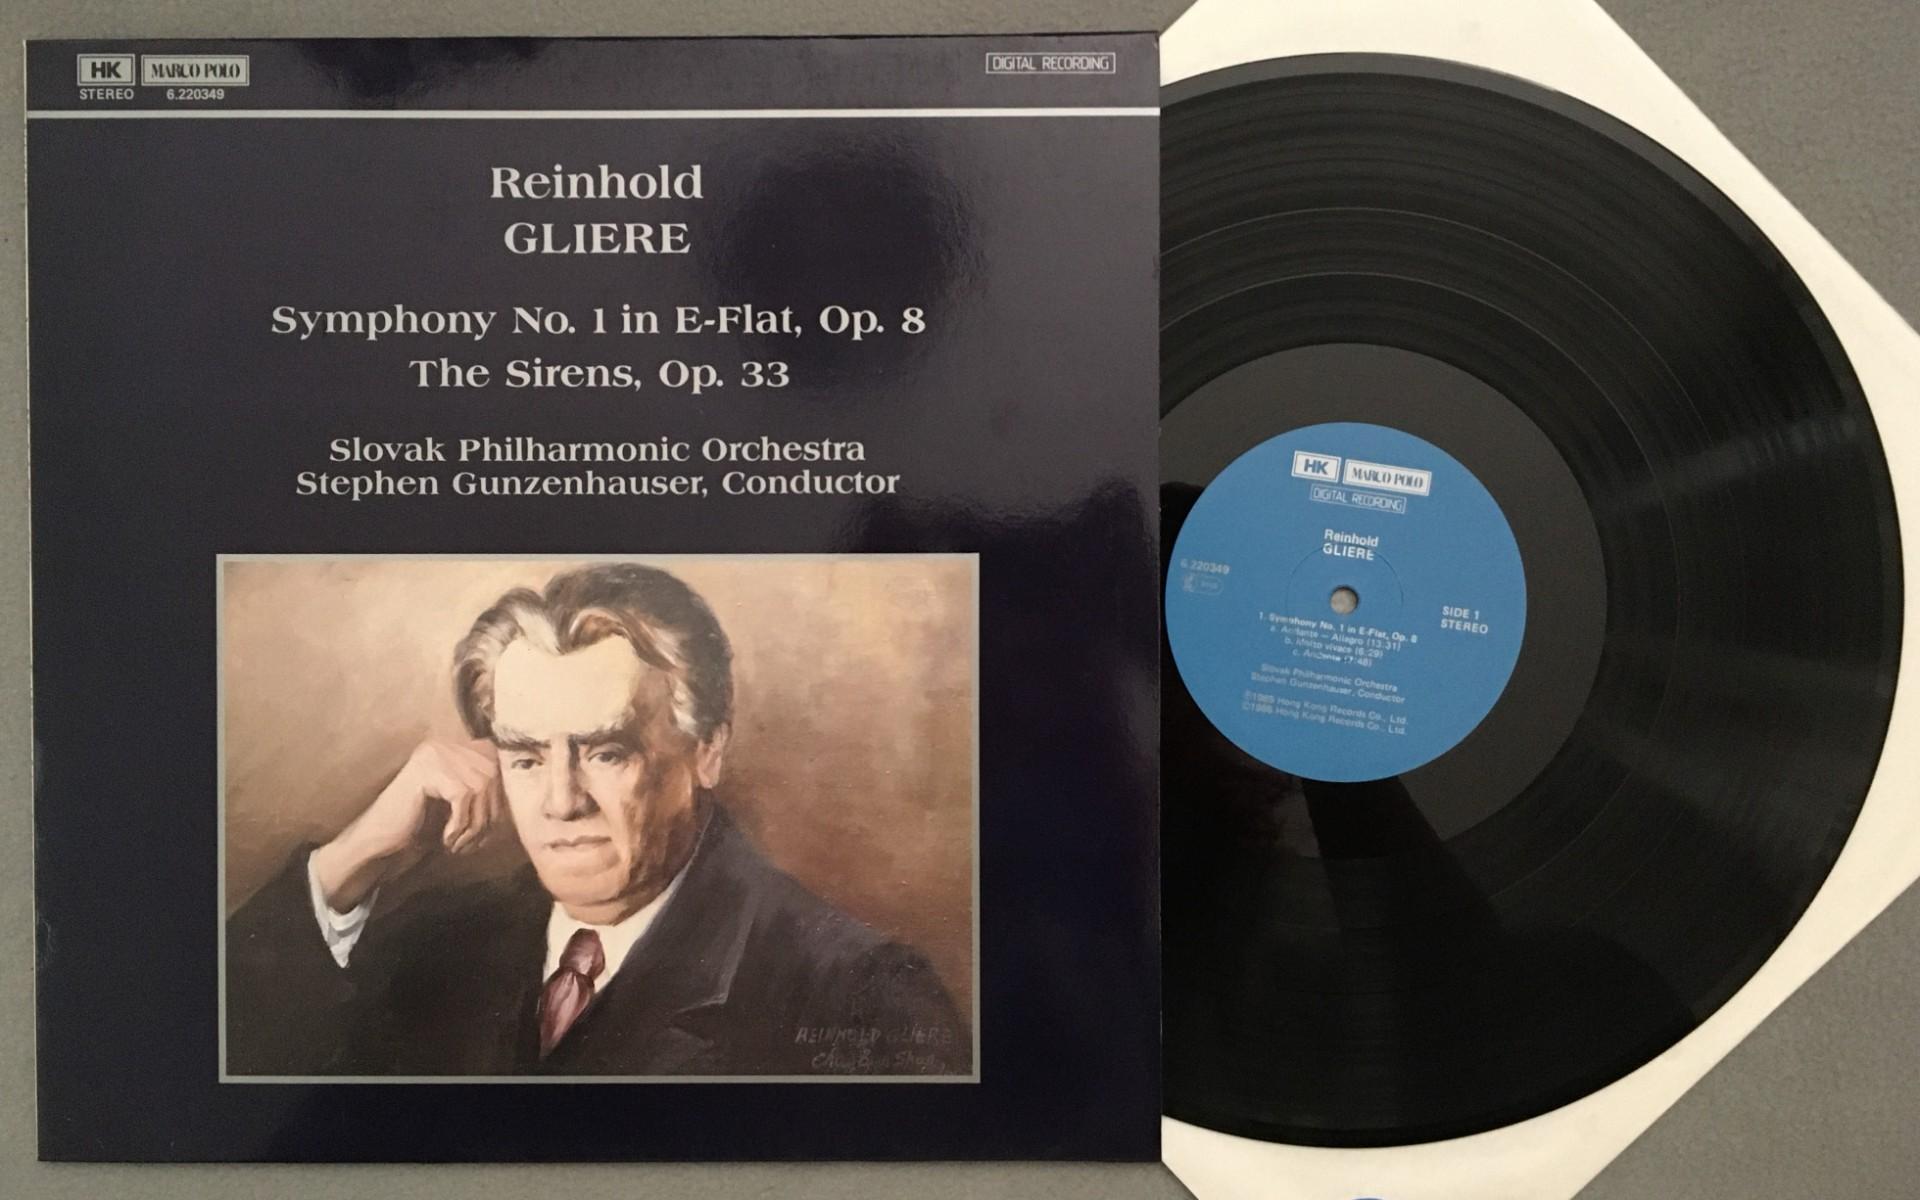 HK MARCO POLO
STEREO 6.220349
DIGITAL RECORDING
Reinhold
GLIERE
Symphony No. 1 in E-Flat, Op. 8
The Sirens, Op. 33
Slovak Philharmonic Orchestra
Stephen Gunzenhauser, Conductor
REINHOLD GLIERE
HK MARCO POLO
DIGITAL RECORDING
Reinhold
GLIERE
6.220349
SIDE 1
STEREO
1. Symphony No. 1 in E-Flat, Op. 8
a. Andante — Allegro (13:31)
b. Molto vivace (6:29)
c. Andante (7:48)
Slovak Philharmonic Orchestra
Stephen Gunzenhauser, Conductor
Hong Kong Records Co., Ltd.
Hong Kong Records Co., Ltd.